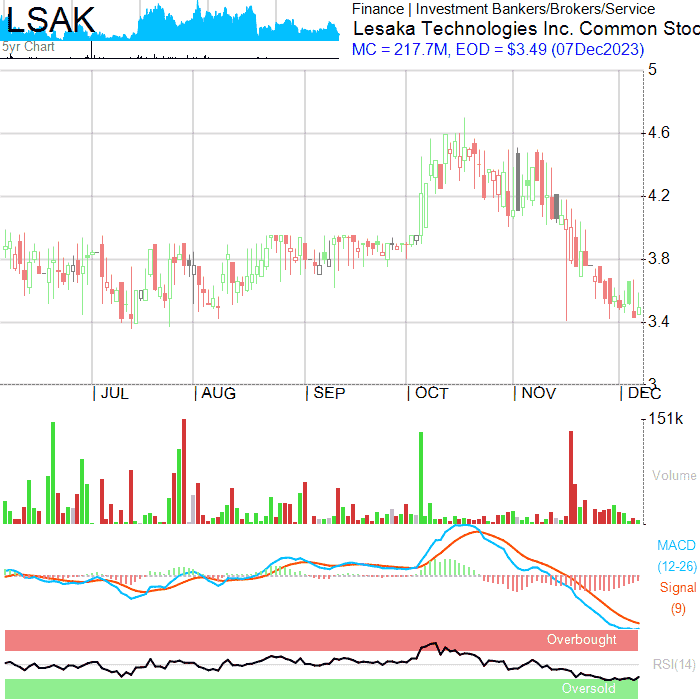 LSAK
5yr Chart
Finance | Investment Bankers/Brokers/Service
Lesaka Technologies Inc. Common Stoc
MC = 217.7M, EOD = $3.49 (07Dec2023)
5
4.6
4.2
3.8
3.4
3
JUL
AUG
SEP
OCT
NOV
DEC
151k
Volume
MACD
(12-26)
Signal
(9)
Overbought
RSI(14)
Oversold